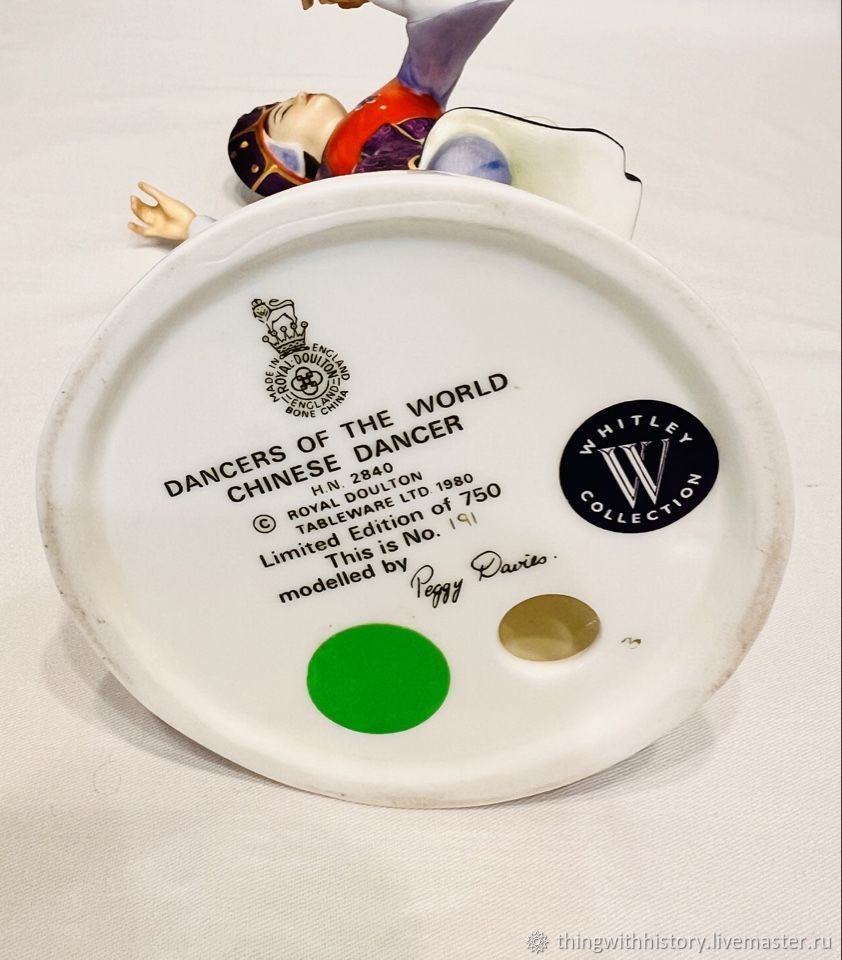 MADE IN ENGLAND
ROYAL·DOULTON
ENGLAND
BONE CHINA
DANCERS OF THE WORLD
CHINESE DANCER
H.N. 2840
© ROYAL DOULTON
TABLEWARE LTD 1980
Limited Edition of 750
This is No. 191
modelled by Peggy Davies.
WHITLEY
W
COLLECTION
thingwithhistory.livemaster.ru